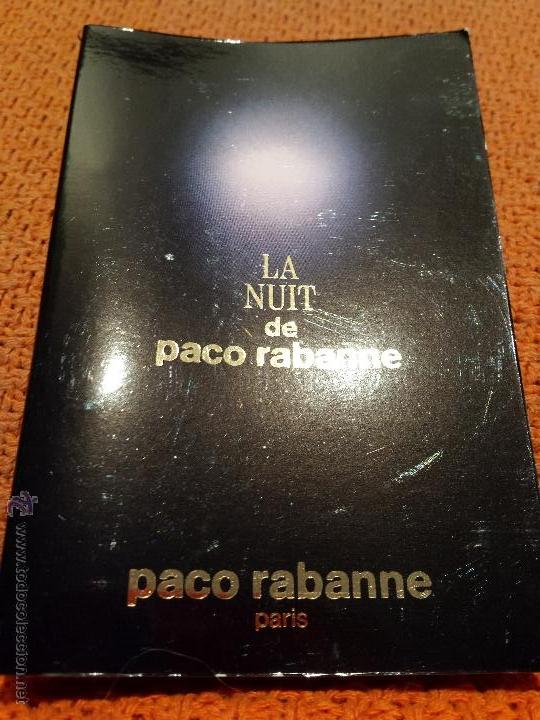 LA
NUIT
de
paco rabanne
paco rabanne
paris
www.todocoleccion.net